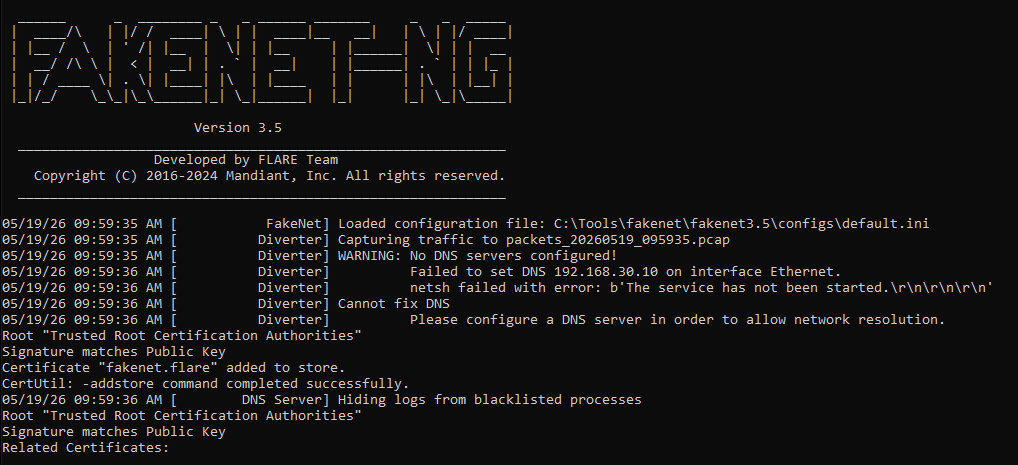 FAKENET-NG
Version 3.5
Developed by FLARE Team
Copyright (C) 2016-2024 Mandiant, Inc. All rights reserved.
05/19/26 09:59:35 AM [ FakeNet] Loaded configuration file: C:\Tools\fakenet\fakenet3.5\configs\default.ini
05/19/26 09:59:35 AM [ Diverter] Capturing traffic to packets_20260519_095935.pcap
05/19/26 09:59:35 AM [ Diverter] WARNING: No DNS servers configured!
05/19/26 09:59:36 AM [ Diverter] Failed to set DNS 192.168.30.10 on interface Ethernet.
05/19/26 09:59:36 AM [ Diverter] netsh failed with error: b'The service has not been started.\r\n\r\n\r\n'
05/19/26 09:59:36 AM [ Diverter] Cannot fix DNS
05/19/26 09:59:36 AM [ Diverter] Please configure a DNS server in order to allow network resolution.
Root "Trusted Root Certification Authorities"
Signature matches Public Key
Certificate "fakenet.flare" added to store.
CertUtil: -addstore command completed successfully.
05/19/26 09:59:36 AM [ DNS Server] Hiding logs from blacklisted processes
Root "Trusted Root Certification Authorities"
Signature matches Public Key
Related Certificates: